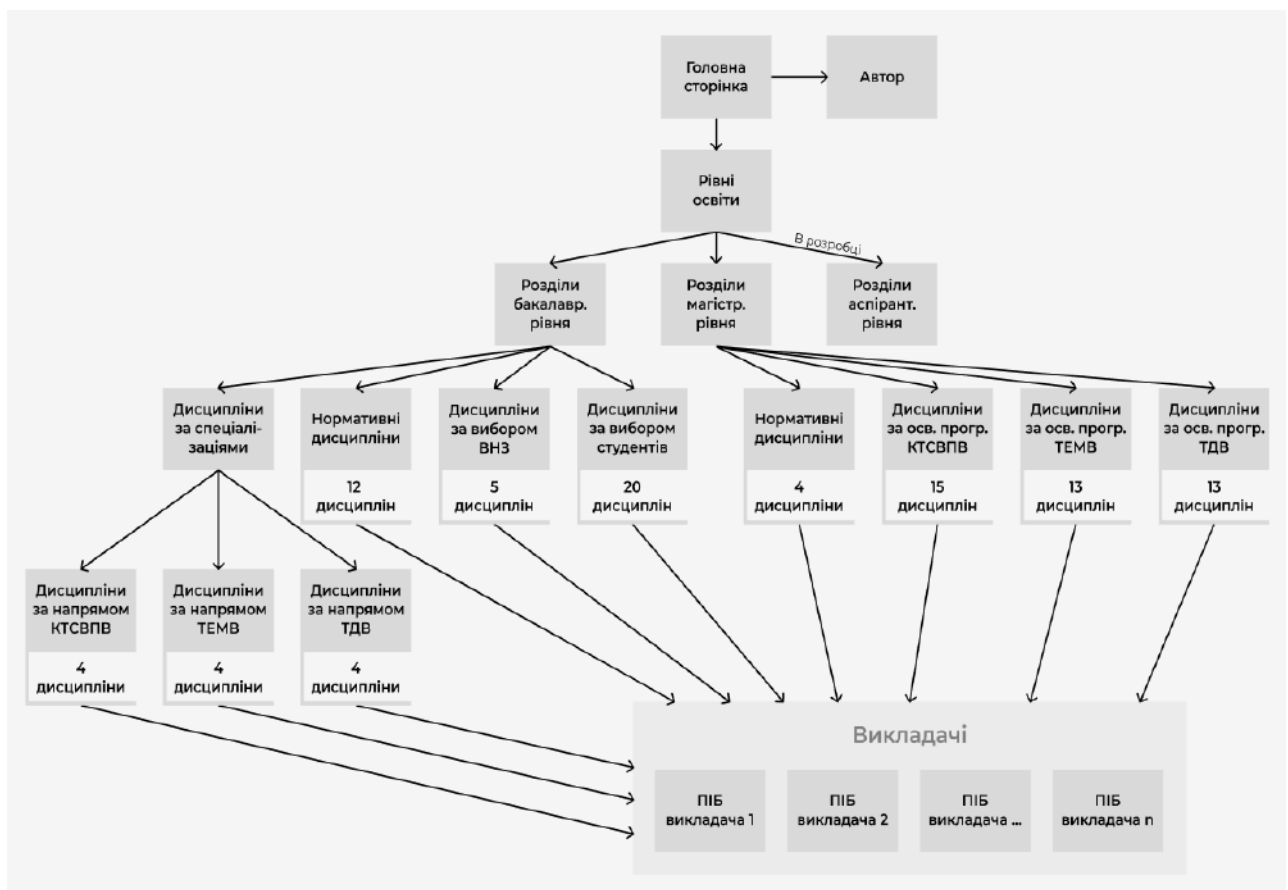 Головна
сторінка
Автор
Рівні
освіти
В розробці
Розділи
бакалавр.
рівня
Розділи
магістр.
рівня
Розділи
аспірант.
рівня
Дисципліни
за спеціалі-
заціями
Нормативні
дисципліни
12
дисциплін
Дисципліни
за вибором
ВНЗ
5
дисциплін
Дисципліни
за вибором
студентів
20
дисциплін
Нормативні
дисципліни
4
дисципліни
Дисципліни
за осв. прогр.
КТСВПВ
15
дисциплін
Дисципліни
за осв. прогр.
ТЕМВ
13
дисциплін
Дисципліни
за осв. прогр.
ТДВ
13
дисциплін
Дисципліни
за напрямом
КТСВПВ
4
дисципліни
Дисципліни
за напрямом
ТЕМВ
4
дисципліни
Дисципліни
за напрямом
ТДВ
4
дисципліни
Викладачі
ПІБ
викладача 1
ПІБ
викладача 2
ПІБ
викладача ...
ПІБ
викладача n